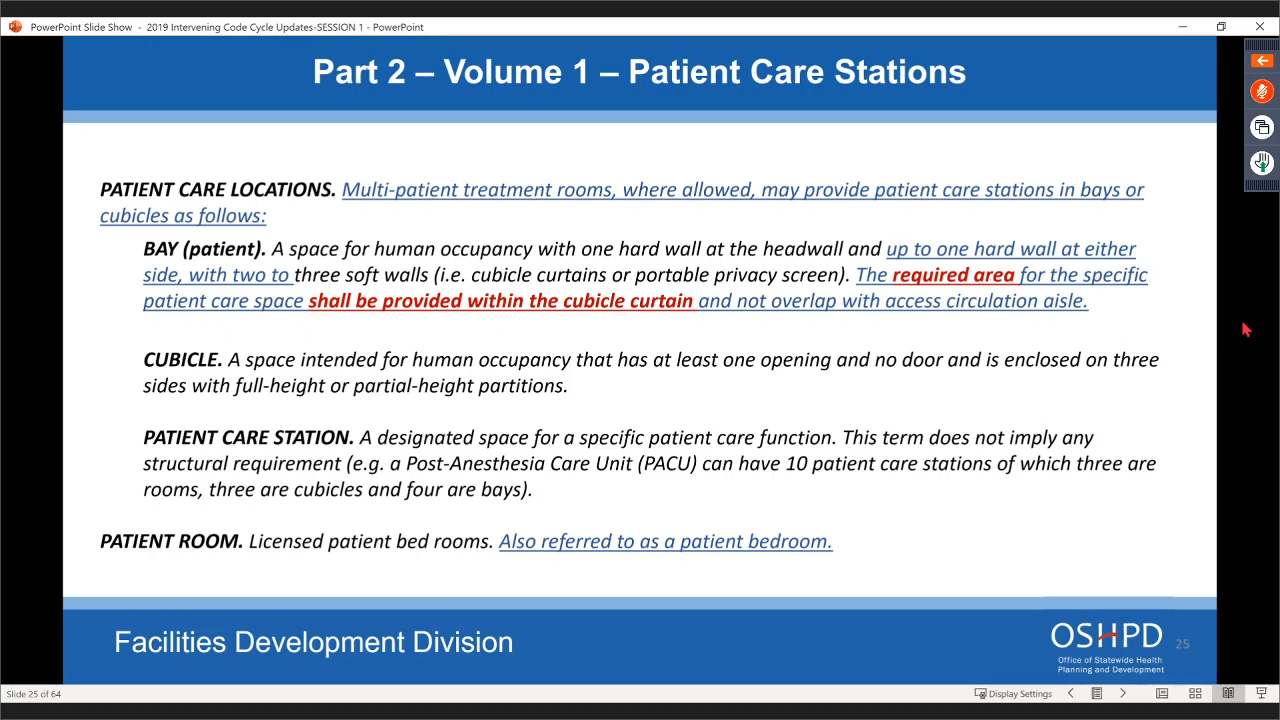 PowerPoint Slide Show - 2019 Intervening Code Cycle Updates-SESSION 1 - PowerPoint
Part 2 – Volume 1 – Patient Care Stations
PATIENT CARE LOCATIONS. Multi-patient treatment rooms, where allowed, may provide patient care stations in bays or
cubicles as follows:
BAY (patient). A space for human occupancy with one hard wall at the headwall and up to one hard wall at either
side, with two to three soft walls (i.e. cubicle curtains or portable privacy screen). The required area for the specific
patient care space shall be provided within the cubicle curtain and not overlap with access circulation aisle.
CUBICLE. A space intended for human occupancy that has at least one opening and no door and is enclosed on three
sides with full-height or partial-height partitions.
PATIENT CARE STATION. A designated space for a specific patient care function. This term does not imply any
structural requirement (e.g. a Post-Anesthesia Care Unit (PACU) can have 10 patient care stations of which three are
rooms, three are cubicles and four are bays).
PATIENT ROOM. Licensed patient bed rooms. Also referred to as a patient bedroom.
Facilities Development Division
OSHPD
Office of Statewide Health
Planning and Development
25
Slide 25 of 64
Display Settings